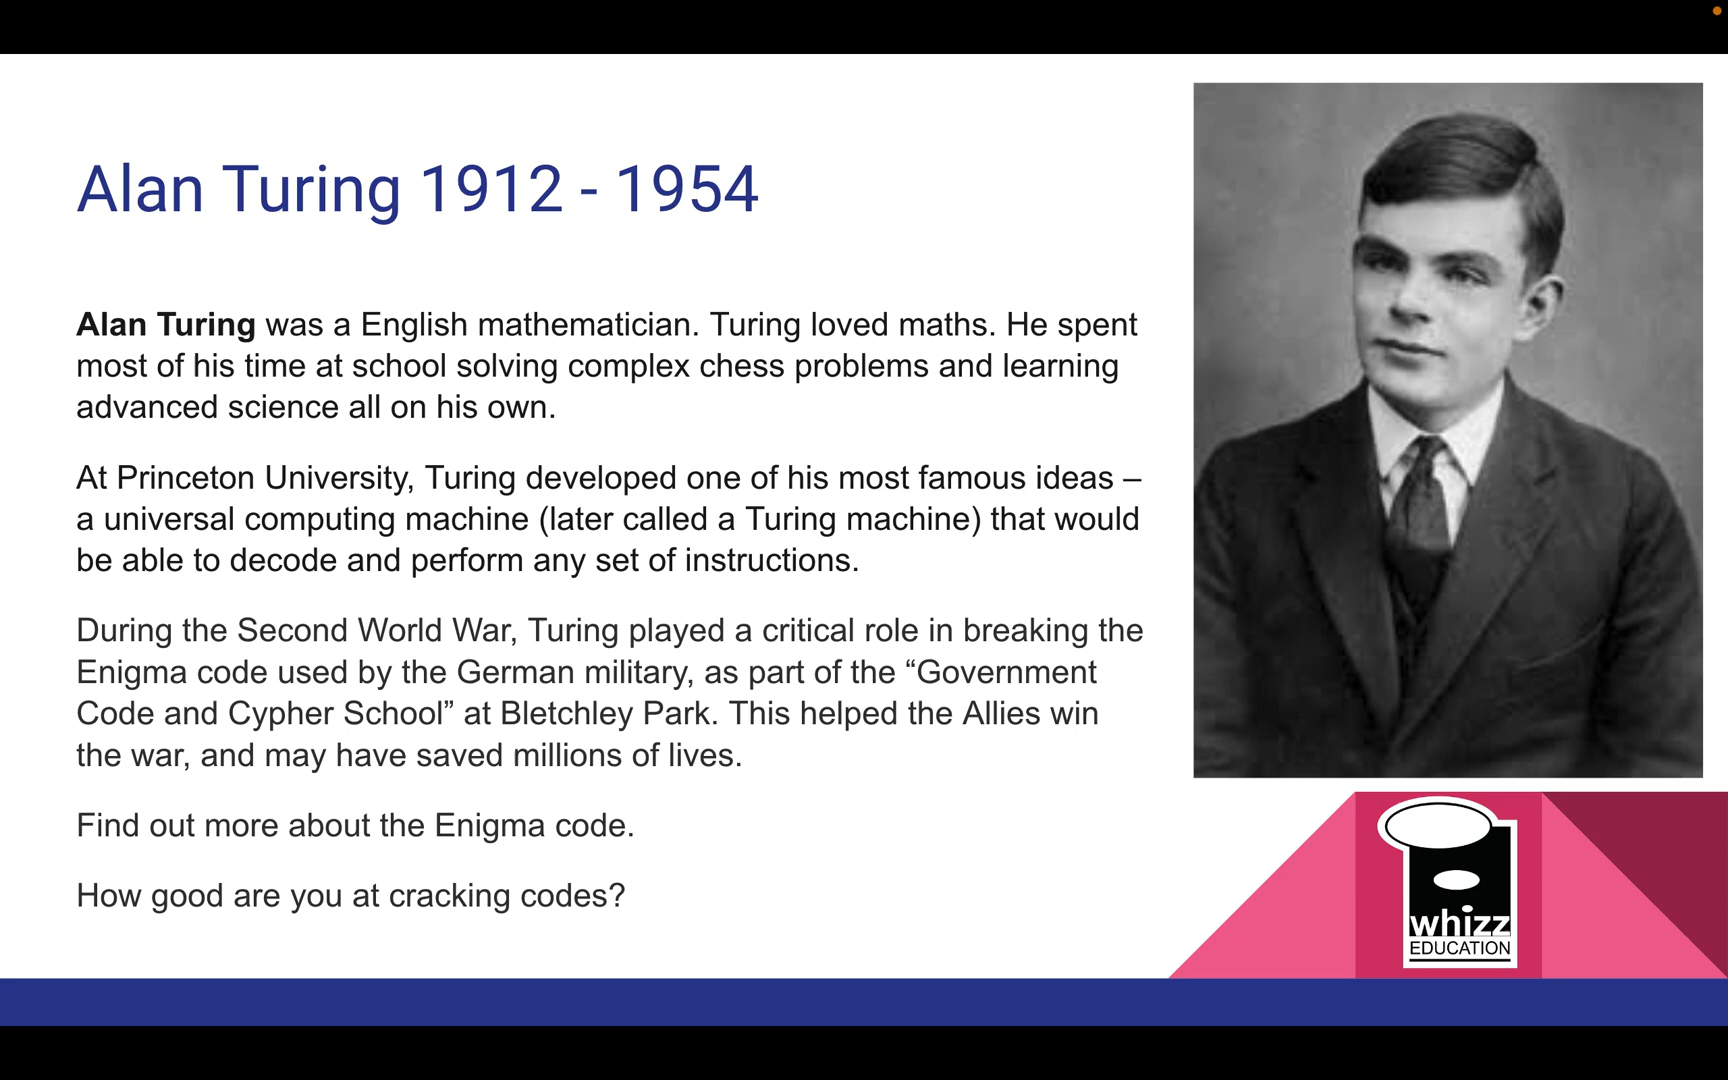 Alan Turing 1912 - 1954
Alan Turing was a English mathematician. Turing loved maths. He spent
most of his time at school solving complex chess problems and learning
advanced science all on his own.
At Princeton University, Turing developed one of his most famous ideas –
a universal computing machine (later called a Turing machine) that would
be able to decode and perform any set of instructions.
During the Second World War, Turing played a critical role in breaking the
Enigma code used by the German military, as part of the “Government
Code and Cypher School” at Bletchley Park. This helped the Allies win
the war, and may have saved millions of lives.
Find out more about the Enigma code.
How good are you at cracking codes?
whizz
EDUCATION